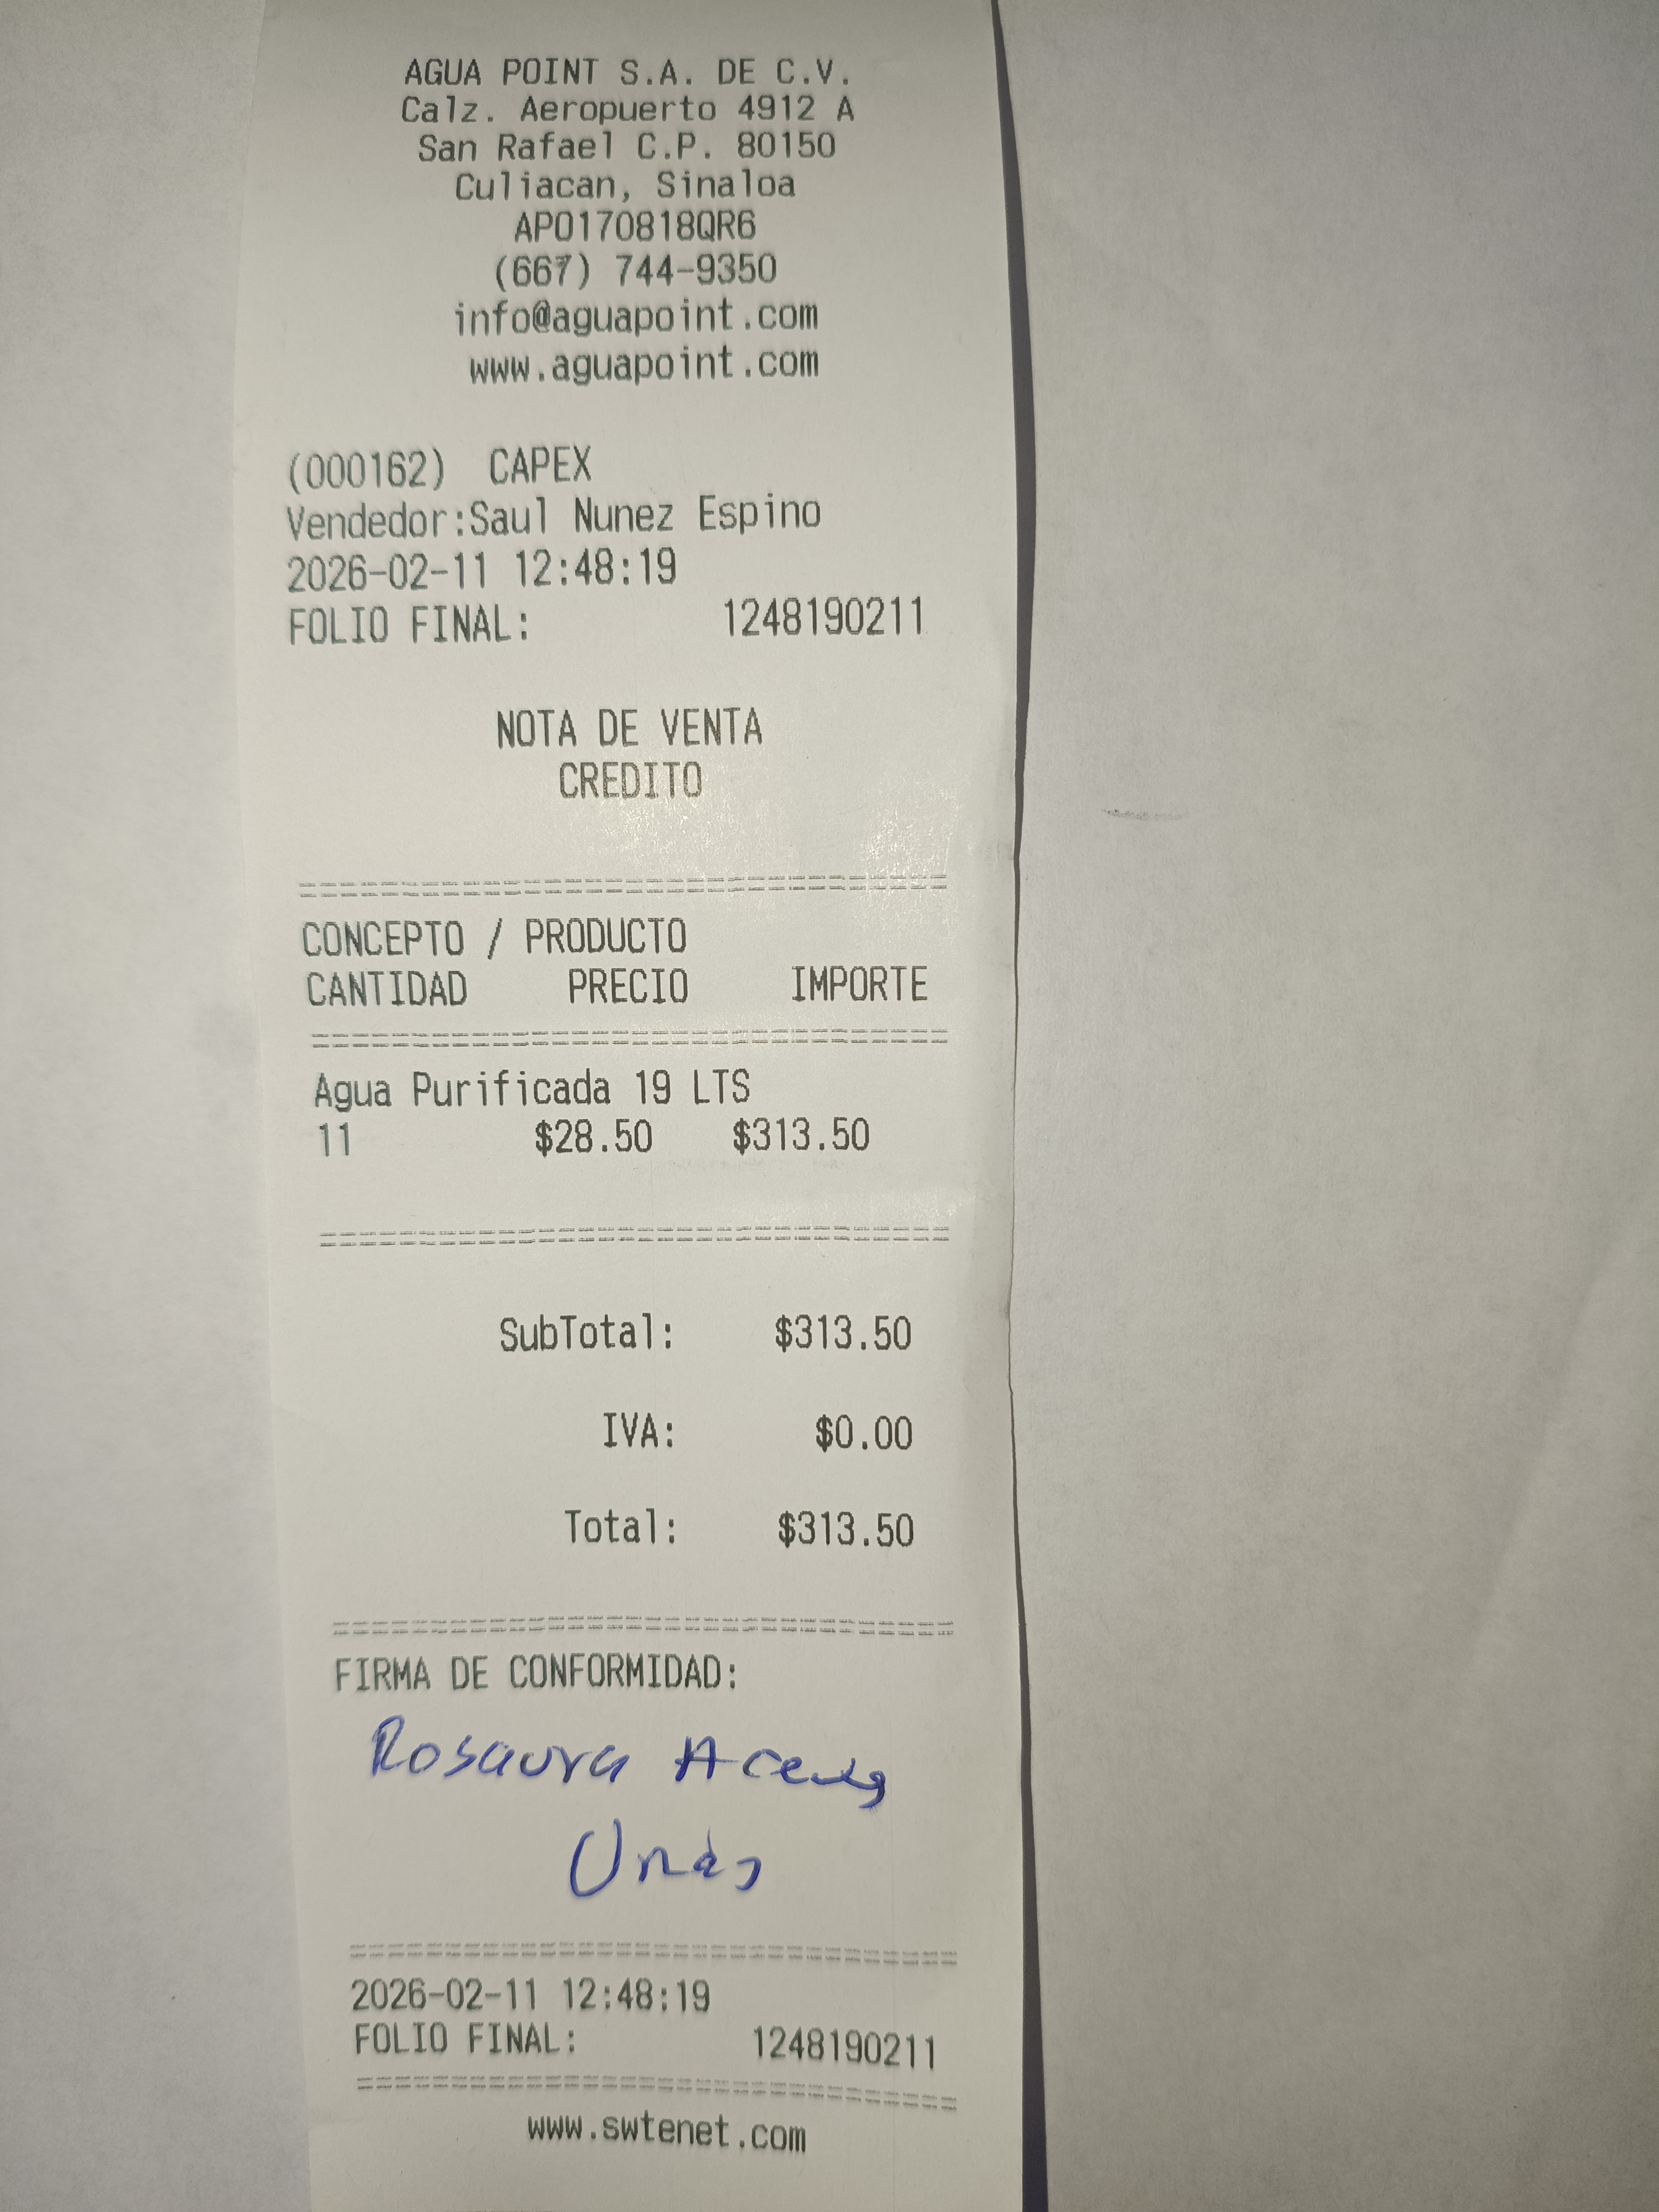 AGUA POINT S.A. DE C.V.
Calz. Aeropuerto 4912 A
San Rafael C.P. 80150
Culiacan, Sinaloa
APO170818QR6
(667) 744-9350
info@aguapoint.com
www.aguapoint.com
(000162) CAPEX
Vendedor:Saul Nunez Espino
2026-02-11 12:48:19
FOLIO FINAL: 1248190211
NOTA DE VENTA
CREDITO
CONCEPTO / PRODUCTO
CANTIDAD PRECIO IMPORTE
Agua Purificada 19 LTS
11 $28.50 $313.50
SubTotal: $313.50
IVA: $0.00
Total: $313.50
FIRMA DE CONFORMIDAD:
Rosaura
2026-02-11 12:48:19
FOLIO FINAL: 1248190211
www.swtenet.com